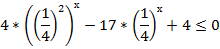 4 * (((1/4)^2)^x) − 17 * (1/4)^x + 4 ≤ 0